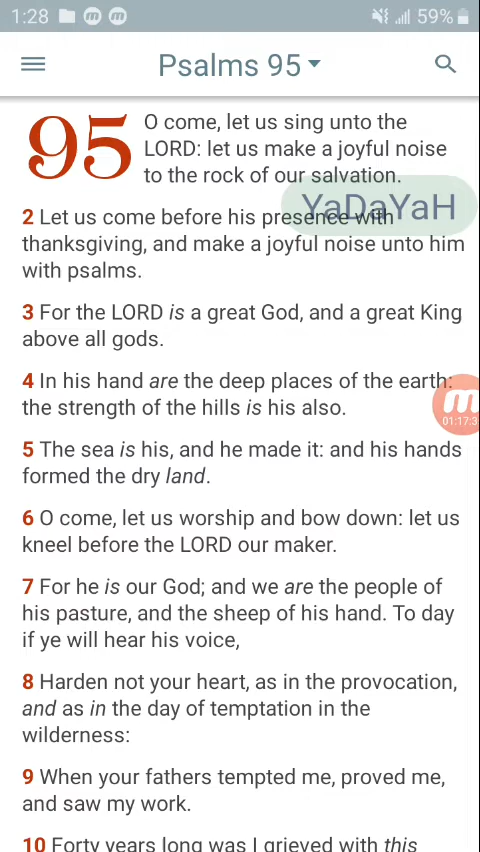 1:28 59%
Psalms 95
95 O come, let us sing unto the
LORD: let us make a joyful noise
to the rock of our salvation.
YaDaYaH
2 Let us come before his presence with
thanksgiving, and make a joyful noise unto him
with psalms.
3 For the LORD is a great God, and a great King
above all gods.
4 In his hand are the deep places of the earth:
the strength of the hills is his also.
01:17:3
5 The sea is his, and he made it: and his hands
formed the dry land.
6 O come, let us worship and bow down: let us
kneel before the LORD our maker.
7 For he is our God; and we are the people of
his pasture, and the sheep of his hand. To day
if ye will hear his voice,
8 Harden not your heart, as in the provocation,
and as in the day of temptation in the
wilderness:
9 When your fathers tempted me, proved me,
and saw my work.
10 Forty years long was I grieved with this